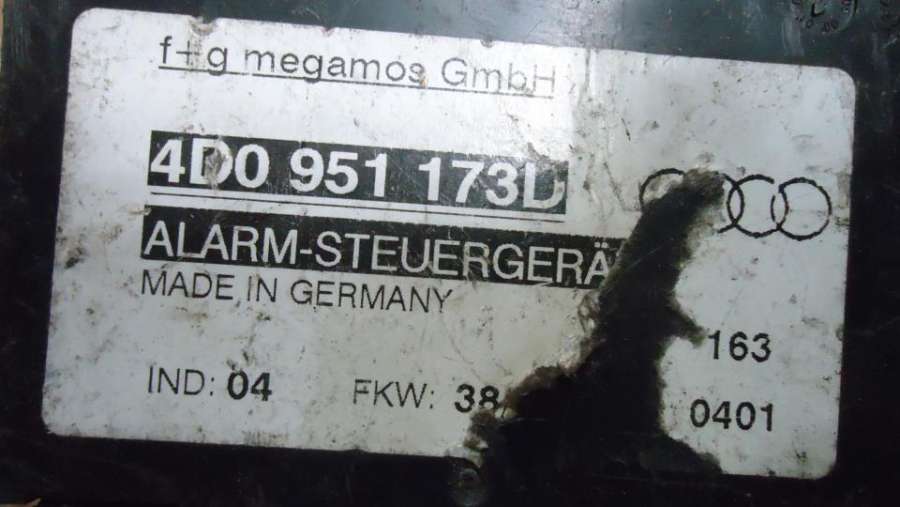 f+g megamos GmbH
4D0 951 173D
ALARM-STEUERGERÄ
MADE IN GERMANY
163
IND: 04 FKW: 38
0401